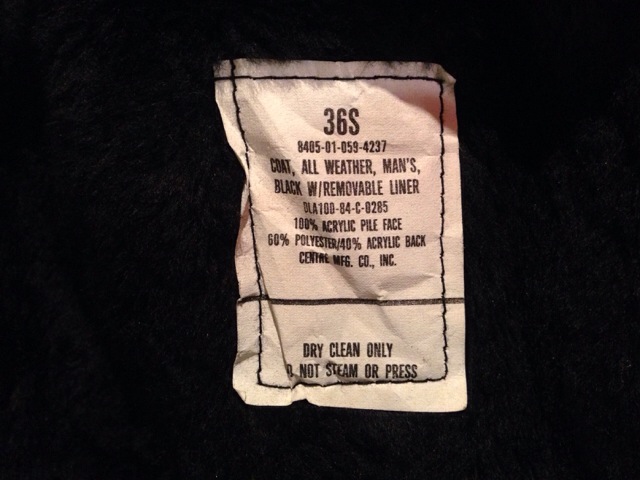 36S
8405-01-059-4237
COAT, ALL WEATHER, MAN'S,
BLACK W/REMOVABLE LINER
DLA100-84-C-0285
100% ACRYLIC PILE FACE
60% POLYESTER/40% ACRYLIC BACK
CENTRE MFG. CO., INC.
DRY CLEAN ONLY
NOT STEAM OR PRESS